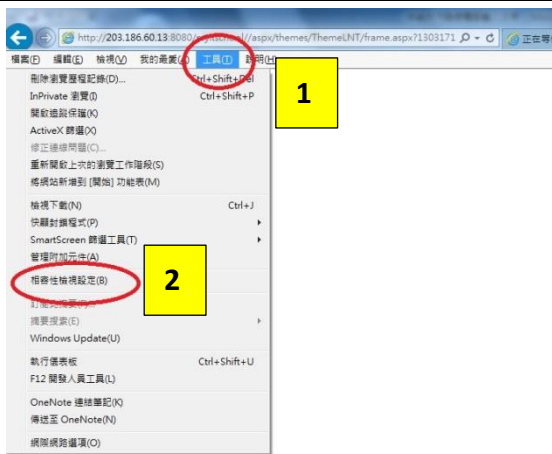 http://203.186.60.13:8080/ aspx/themes/ThemeLNT/frame.aspx?1303171 正在等
檔案(F) 編輯(E) 檢視(V) 我的最愛(A) 工具(T) 說明(H)
1
刪除瀏覽歷程記錄(D)... Ctrl+Shift+Del
InPrivate 瀏覽(I) Ctrl+Shift+P
開啟追蹤保護(K)
ActiveX 篩選(X)
修正連線問題(C)...
重新開啟上次的瀏覽工作階段(S)
將網站新增到 [開始] 功能表(M)
檢視下載(N) Ctrl+J
快顯封鎖程式(P)
SmartScreen 篩選工具(T)
管理附加元件(A)
2
相容性檢視設定(B)
摘要搜索(E)
Windows Update(U)
執行儀表板 Ctrl+Shift+U
F12 開發人員工具(L)
OneNote 連結筆記(K)
傳送至 OneNote(N)
網際網路選項(O)